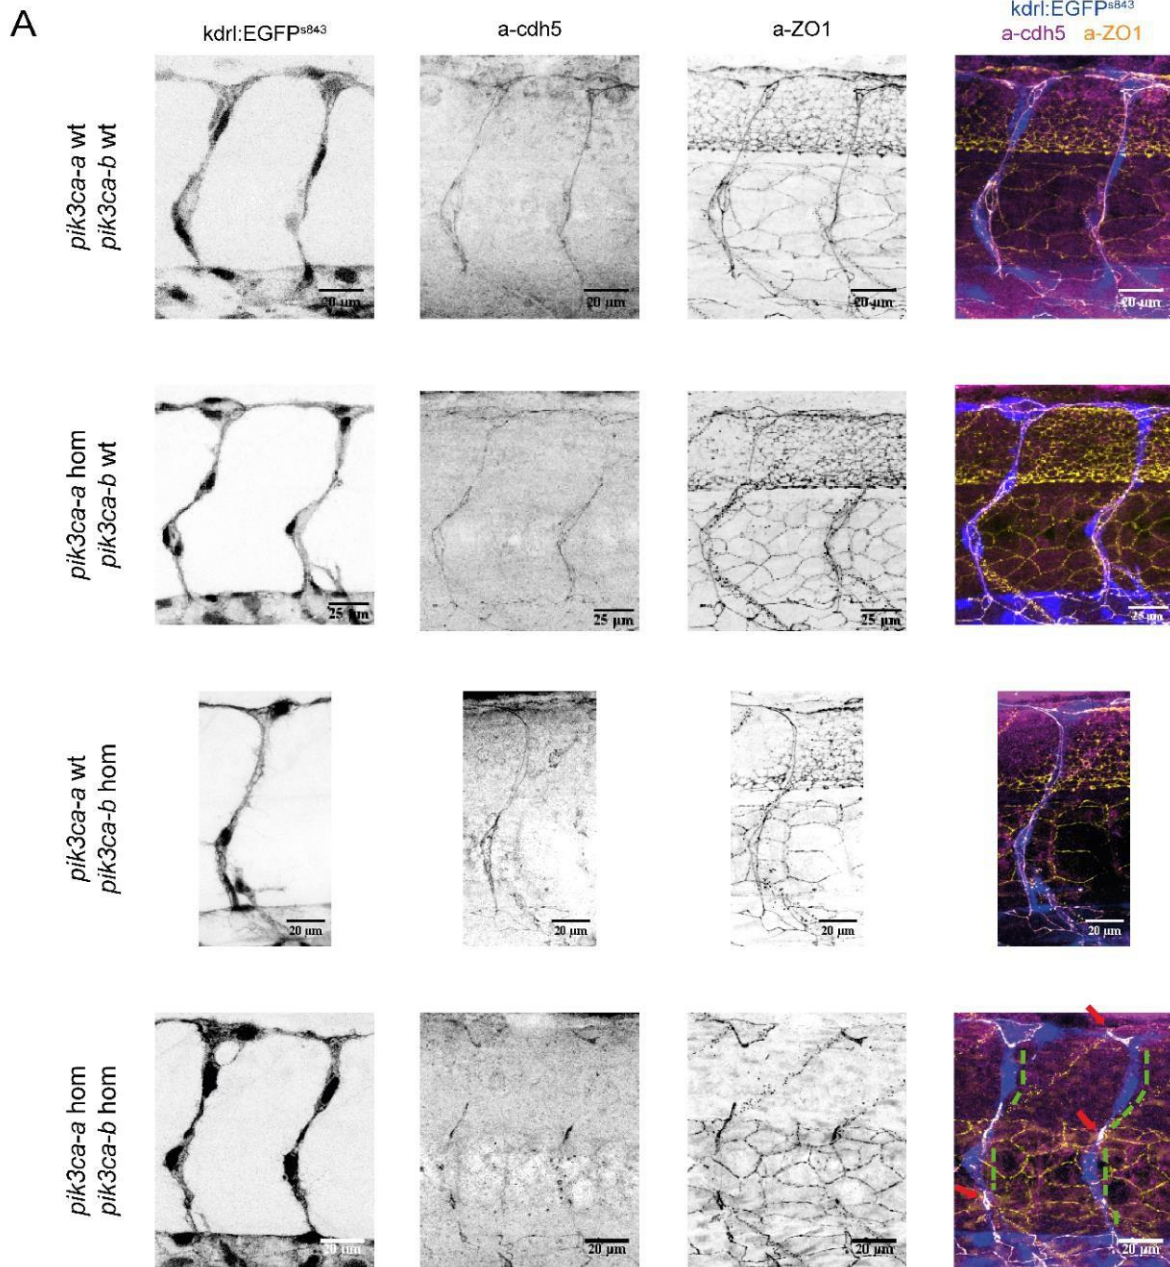 A
kdrl:EGFPs843
a-cdh5
a-ZO1
kdrl:EGFPs843
a-cdh5 a-ZO1
pik3ca-a wt
pik3ca-b wt
20 µm
20 µm
20 µm
20 µm
pik3ca-a hom
pik3ca-b wt
25 µm
25 µm
25 µm
25 µm
pik3ca-a wt
pik3ca-b hom
20 µm
20 µm
20 µm
20 µm
pik3ca-a hom
pik3ca-b hom
20 µm
20 µm
20 µm
20 µm